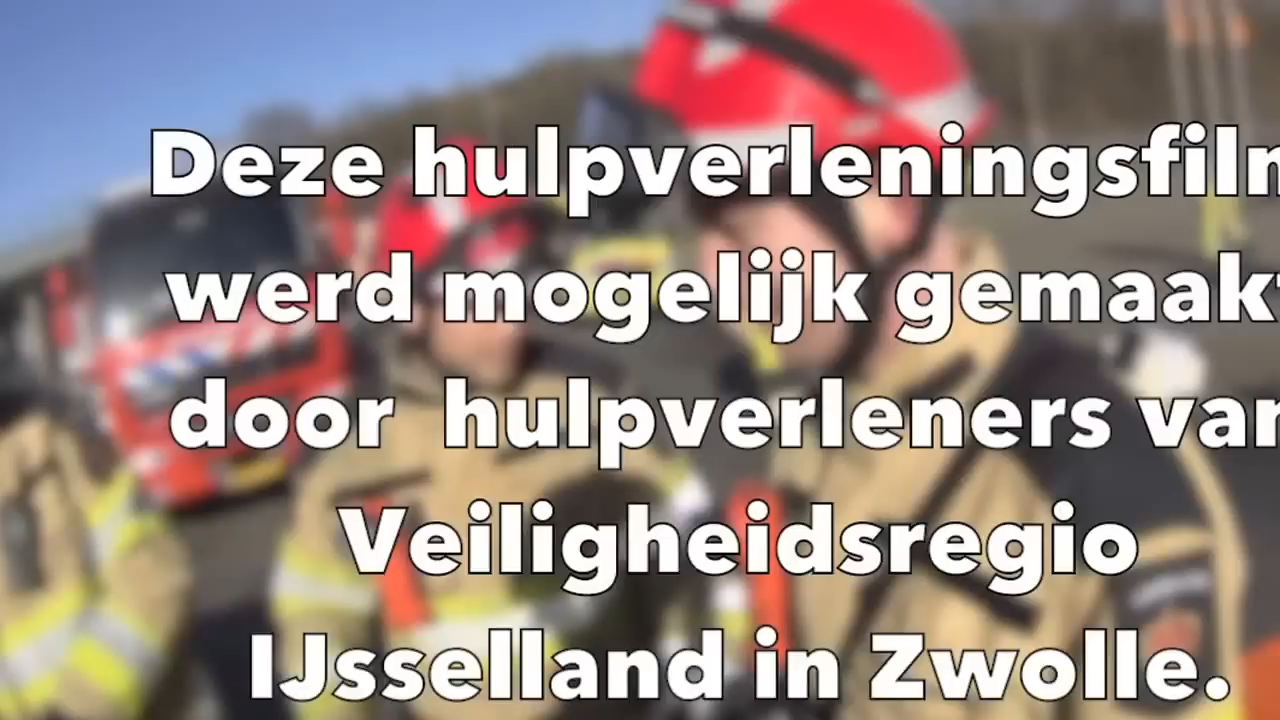 Deze hulpverleningsfilm
werd mogelijk gemaakt
door hulpverleners van
Veiligheidsregio
IJsselland in Zwolle.